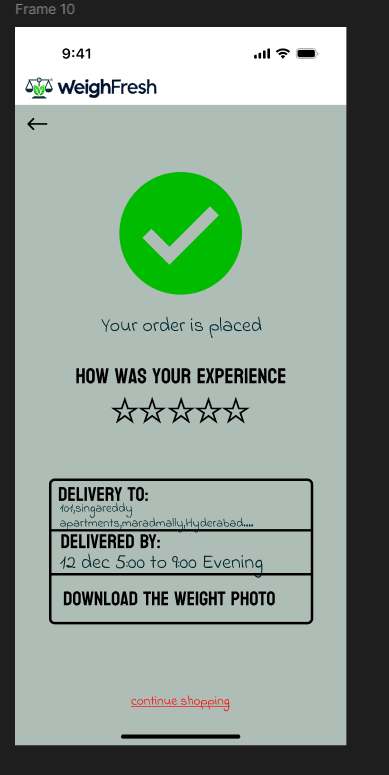 Frame 10
9:41
WeighFresh
Your order is placed
HOW WAS YOUR EXPERIENCE
DELIVERY TO:
101,singareddy
apartments,maradmally,Hyderabad....
DELIVERED BY:
12 dec 5:00 to 9:00 Evening
DOWNLOAD THE WEIGHT PHOTO
continue shopping